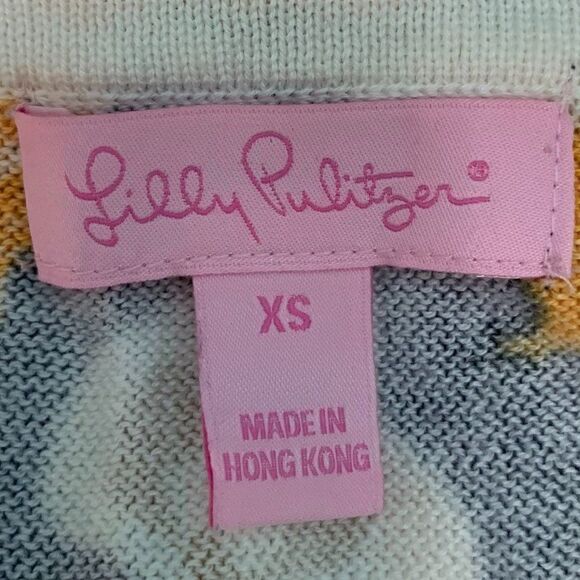 Lilly Pulitzer®
XS
MADE IN
HONG KONG